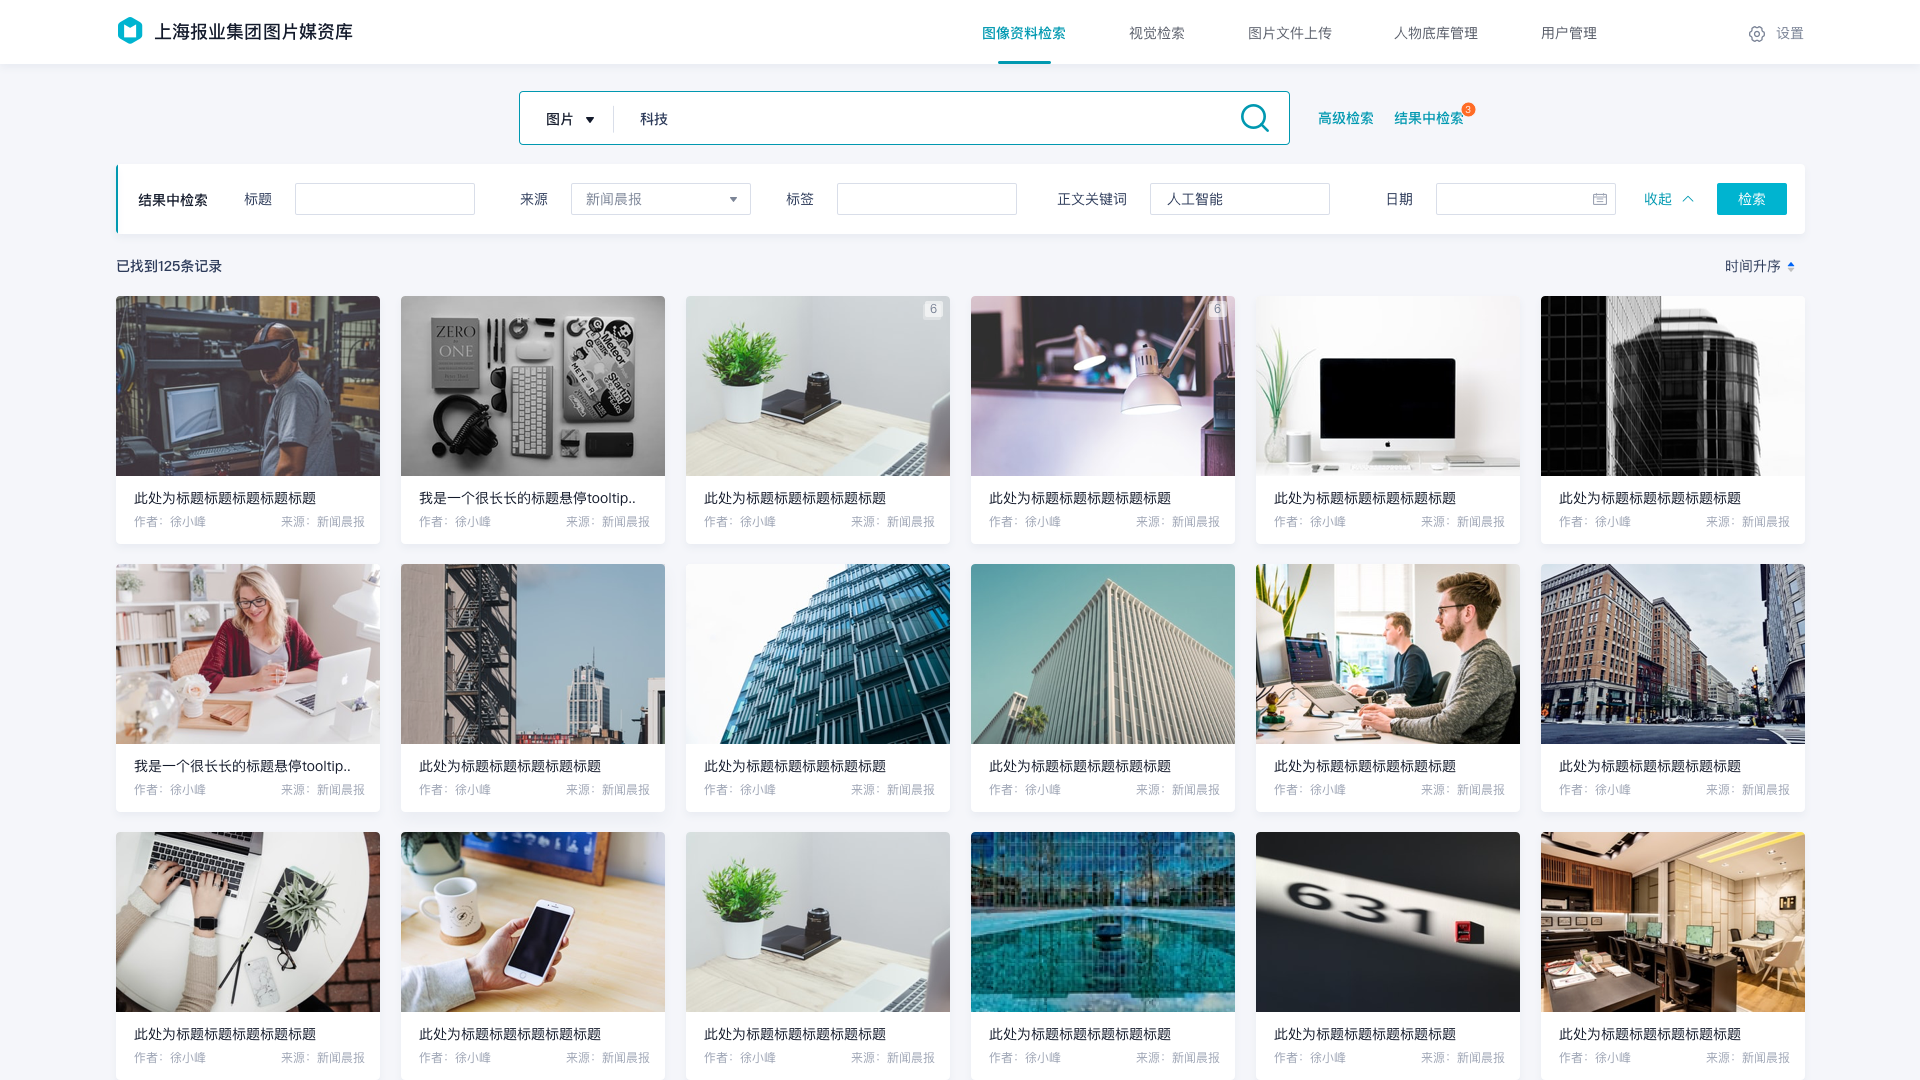 上海报业集团图片媒资库
图像资料检索 视觉检索 图片文件上传 人物底库管理 用户管理 设置
图片 科技 高级检索 结果中检索 3
结果中检索 标题 来源 新闻晨报 标签 正文关键词 人工智能 日期 收起 检索
已找到125条记录 时间升序
ZERO
ONE
Meteor
METEOR
6
6
此处为标题标题标题标题标题 我是一个很长长的标题悬停tooltip.. 此处为标题标题标题标题标题 此处为标题标题标题标题标题 此处为标题标题标题标题标题 此处为标题标题标题标题标题
作者：徐小峰 来源：新闻晨报 作者：徐小峰 来源：新闻晨报 作者：徐小峰 来源：新闻晨报 作者：徐小峰 来源：新闻晨报 作者：徐小峰 来源：新闻晨报 作者：徐小峰 来源：新闻晨报
我是一个很长长的标题悬停tooltip.. 此处为标题标题标题标题标题 此处为标题标题标题标题标题 此处为标题标题标题标题标题 此处为标题标题标题标题标题 此处为标题标题标题标题标题
作者：徐小峰 来源：新闻晨报 作者：徐小峰 来源：新闻晨报 作者：徐小峰 来源：新闻晨报 作者：徐小峰 来源：新闻晨报 作者：徐小峰 来源：新闻晨报 作者：徐小峰 来源：新闻晨报
631
此处为标题标题标题标题标题 此处为标题标题标题标题标题 此处为标题标题标题标题标题 此处为标题标题标题标题标题 此处为标题标题标题标题标题 此处为标题标题标题标题标题
作者：徐小峰 来源：新闻晨报 作者：徐小峰 来源：新闻晨报 作者：徐小峰 来源：新闻晨报 作者：徐小峰 来源：新闻晨报 作者：徐小峰 来源：新闻晨报 作者：徐小峰 来源：新闻晨报